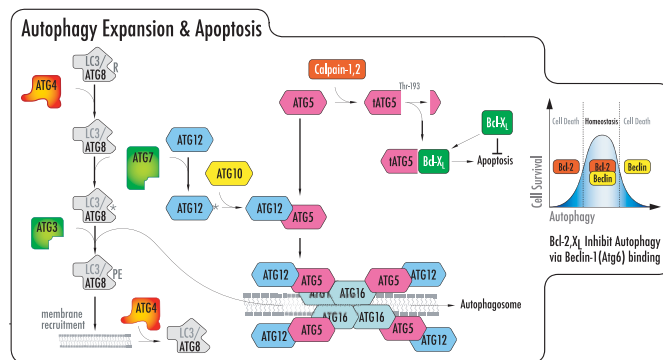 Autophagy Expansion & Apoptosis
LC3/
ATG8
R
ATG4
LC3/
ATG8
ATG7
ATG12
ATG10
ATG12
*
LC3/
ATG8
*
ATG3
LC3/
ATG8
PE
membrane
recruitment
ATG4
LC3/
ATG8
Calpain-1,2
ATG5
tATG5
Thr-193
tATG5
Bcl-XL
Bcl-XL
Apoptosis
ATG12
ATG5
ATG12
ATG5
ATG5
ATG12
ATG16
ATG16
ATG16
ATG12
ATG5
ATG5
ATG12
Autophagosome
Cell Death
Homeostasis
Cell Death
Bcl-2
Bcl-2
Beclin
Beclin
Cell Survival
Autophagy
Bcl-2,XL Inhibit Autophagy
via Beclin-1(Atg6) binding